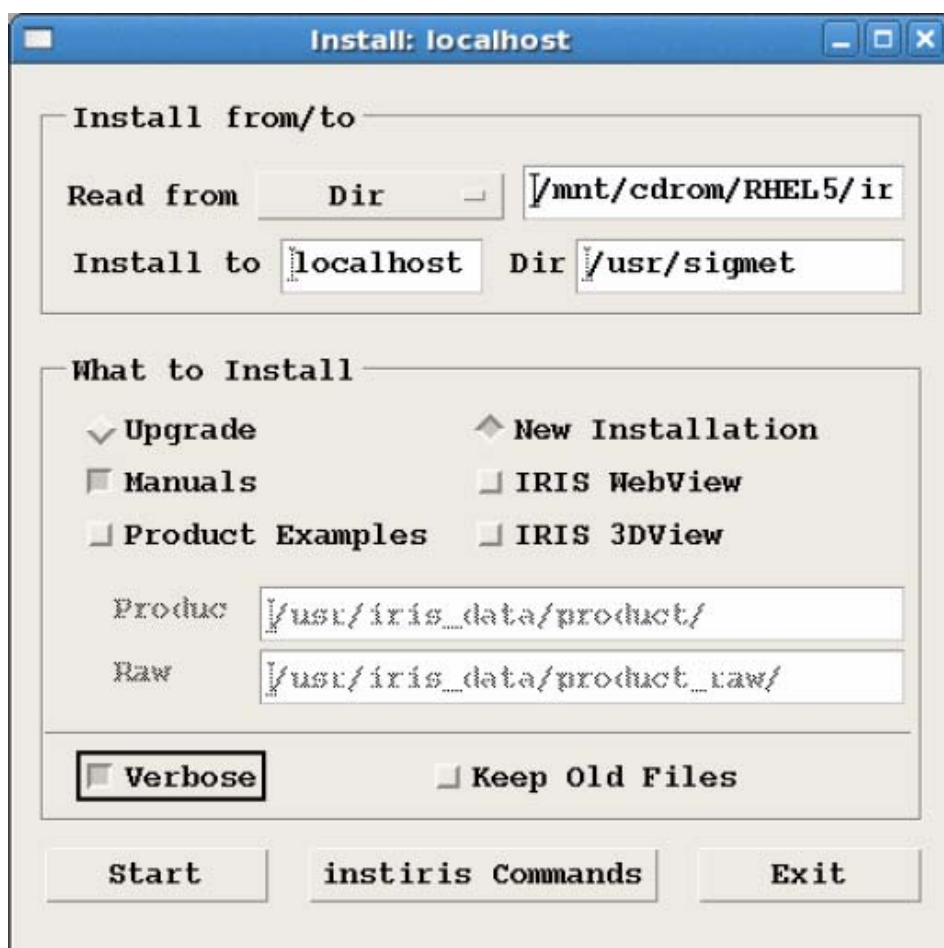 Install: localhost
Install from/to
Read from Dir /mnt/cdrom/RHEL5/ir
Install to localhost Dir /usr/sigmet
What to Install
Upgrade New Installation
Manuals IRIS WebView
Product Examples IRIS 3DView
Produc /usr/iris_data/product/
Raw /usr/iris_data/product_raw/
Verbose Keep Old Files
Start instiris Commands Exit